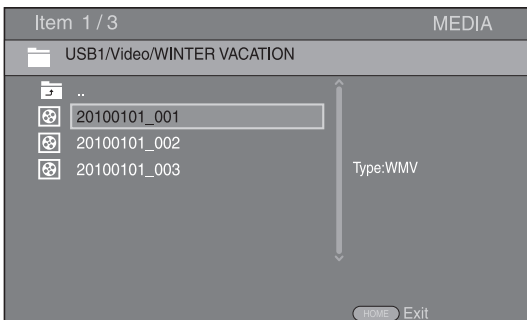 Item 1/3 MEDIA
USB1/Video/WINTER VACATION
..
20100101_001
20100101_002
20100101_003
Type:WMV
HOME Exit